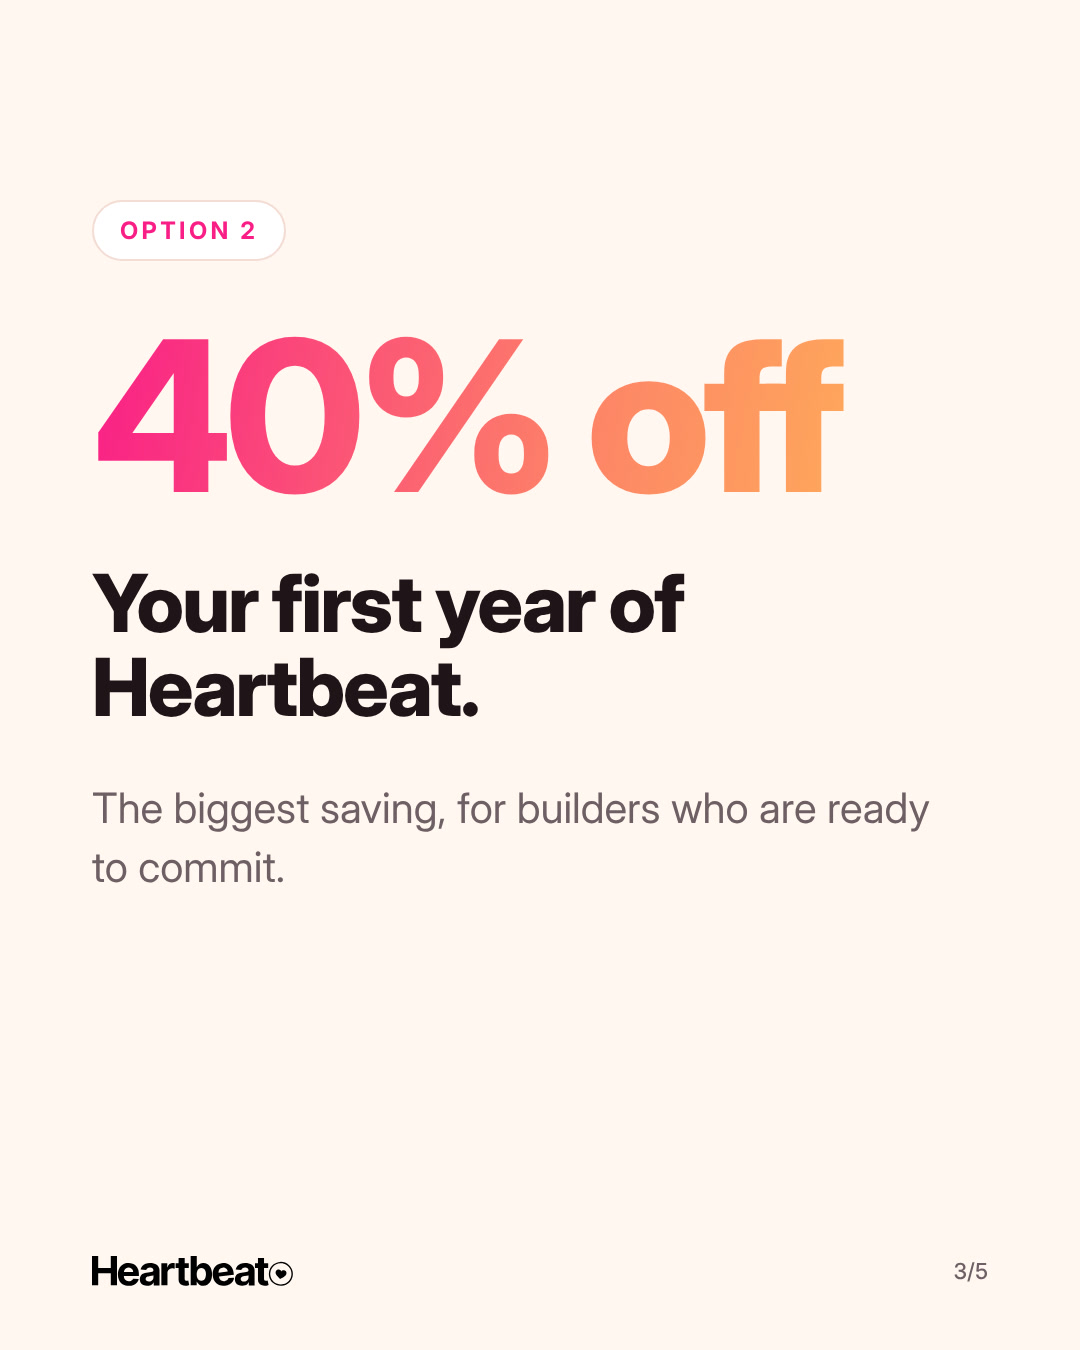 OPTION 2
40% off
Your first year of
Heartbeat.
The biggest saving, for builders who are ready
to commit.
Heartbeat
3/5